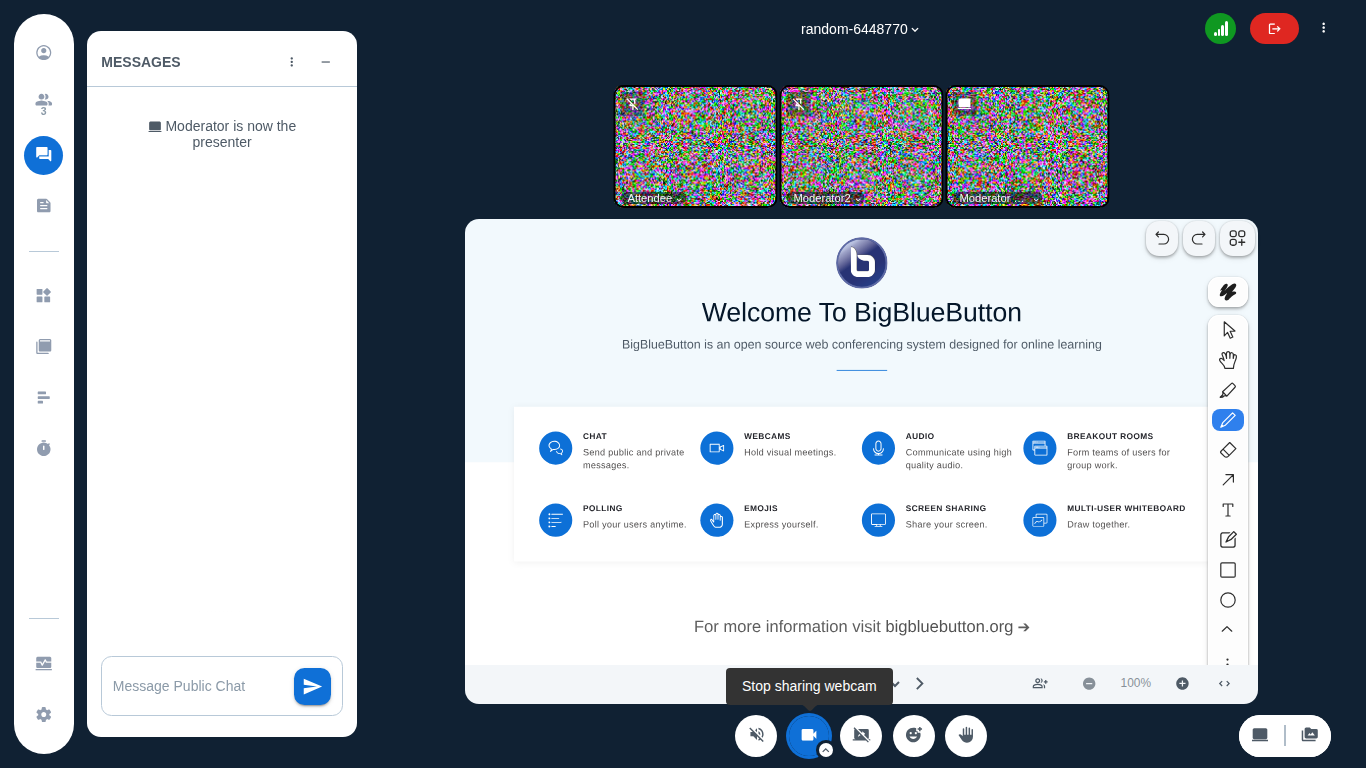 random-6448770
3
MESSAGES
Moderator is now the
presenter
Message Public Chat
Attendee
Moderator2
Moderator ...
Welcome To BigBlueButton
BigBlueButton is an open source web conferencing system designed for online learning
CHAT
Send public and private
messages.
WEBCAMS
Hold visual meetings.
AUDIO
Communicate using high
quality audio.
BREAKOUT ROOMS
Form teams of users for
group work.
POLLING
Poll your users anytime.
EMOJIS
Express yourself.
SCREEN SHARING
Share your screen.
MULTI-USER WHITEBOARD
Draw together.
For more information visit bigbluebutton.org →
Stop sharing webcam
100%